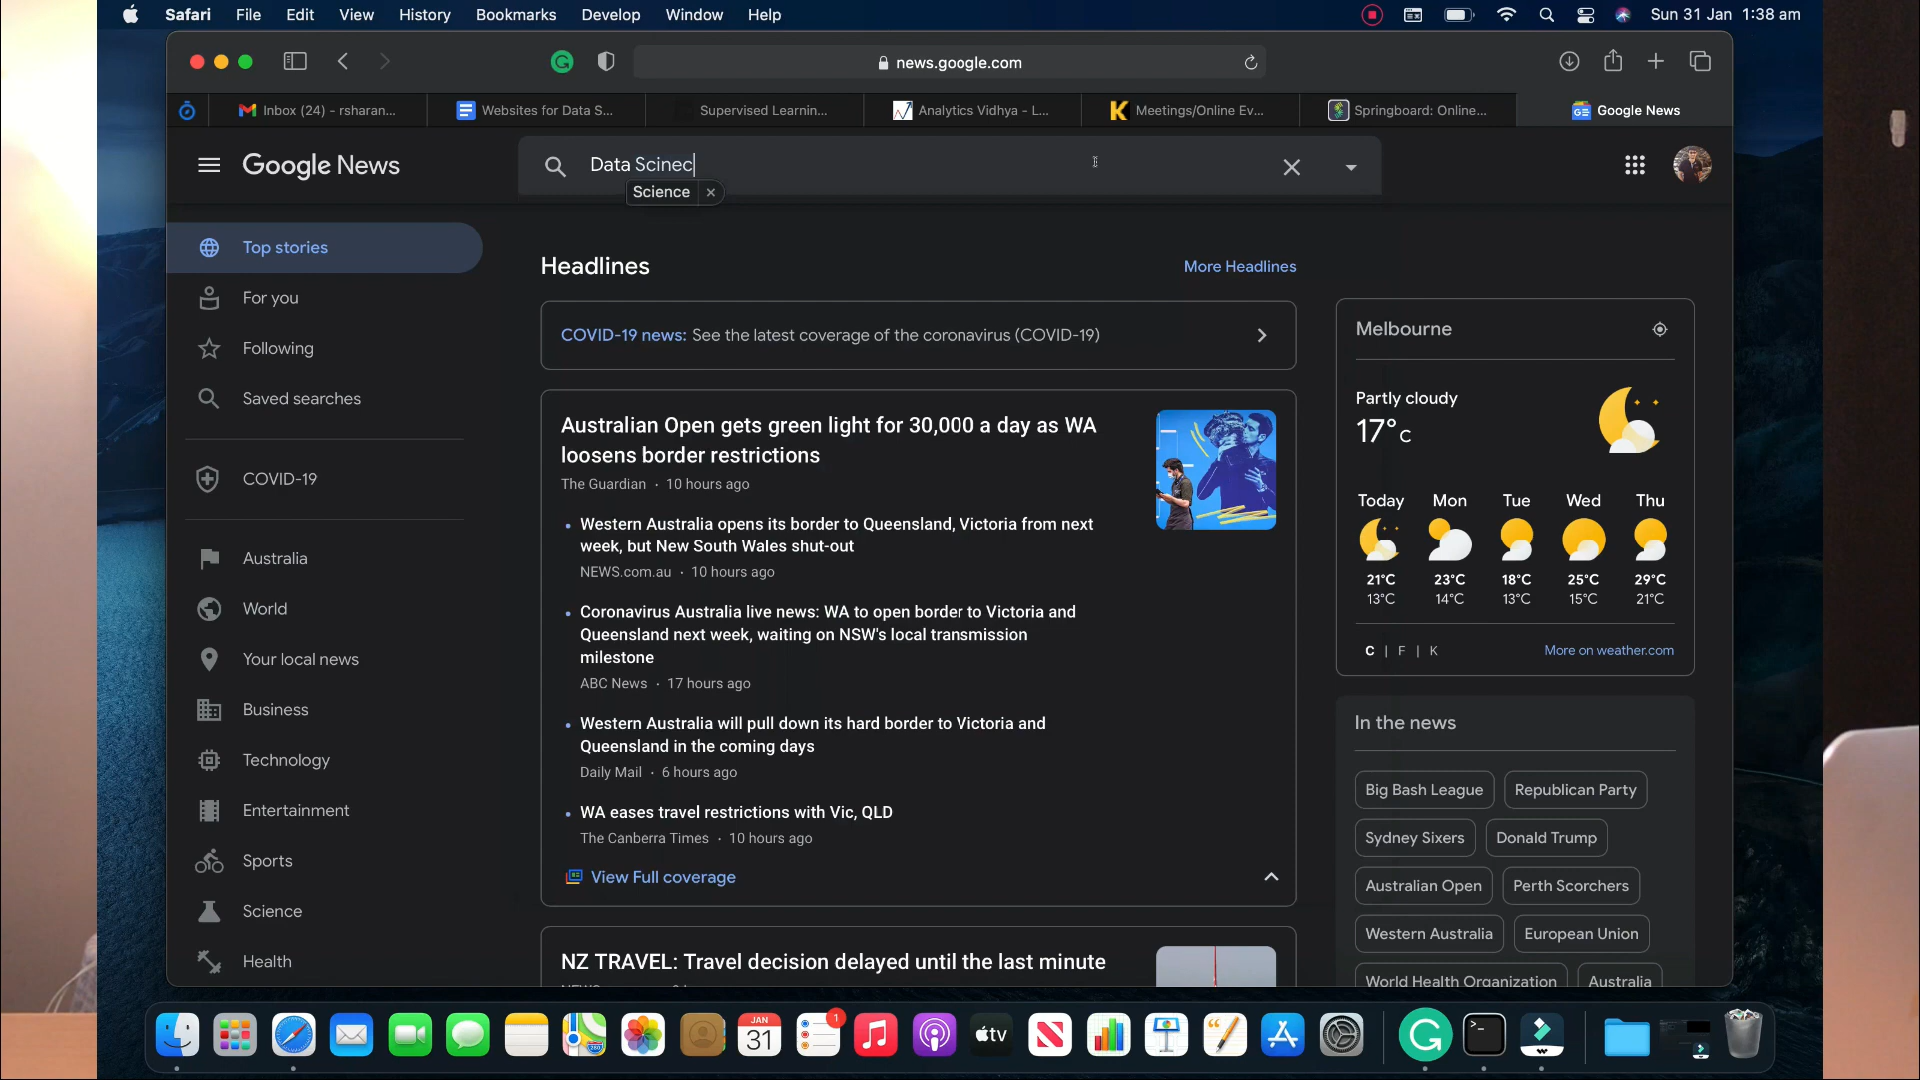 Safari File Edit View History Bookmarks Develop Window Help Sun 31 Jan 1:38 am
news.google.com
Inbox (24) - rsharan... Websites for Data S... Supervised Learnin... Analytics Vidhya - L... Meetings/Online Ev... Springboard: Online... Google News
Google News
Data Scinec
Science
Top stories
For you
Following
Saved searches
COVID-19
Australia
World
Your local news
Business
Technology
Entertainment
Sports
Science
Health
Headlines
More Headlines
COVID-19 news: See the latest coverage of the coronavirus (COVID-19)
Australian Open gets green light for 30,000 a day as WA
loosens border restrictions
The Guardian · 10 hours ago
Western Australia opens its border to Queensland, Victoria from next
week, but New South Wales shut-out
NEWS.com.au · 10 hours ago
Coronavirus Australia live news: WA to open border to Victoria and
Queensland next week, waiting on NSW's local transmission
milestone
ABC News · 17 hours ago
Western Australia will pull down its hard border to Victoria and
Queensland in the coming days
Daily Mail · 6 hours ago
WA eases travel restrictions with Vic, QLD
The Canberra Times · 10 hours ago
View Full coverage
NZ TRAVEL: Travel decision delayed until the last minute
Melbourne
Partly cloudy
17°C
Today Mon Tue Wed Thu
21°C 23°C 18°C 25°C 29°C
13°C 14°C 13°C 15°C 21°C
C | F | K
More on weather.com
In the news
Big Bash League Republican Party
Sydney Sixers Donald Trump
Australian Open Perth Scorchers
Western Australia European Union
World Health Organization Australia
JAN
31
1
tv